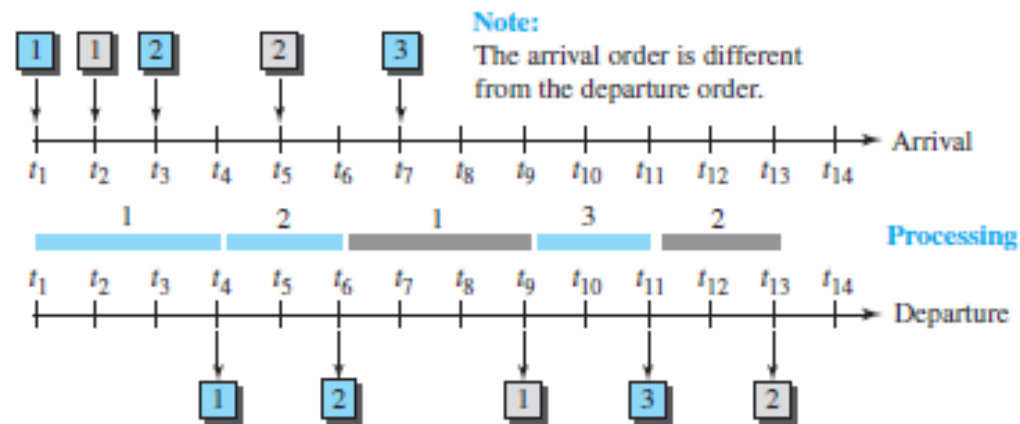 Note:
1 1 2 2 3
The arrival order is different
from the departure order.
Arrival
t1 t2 t3 t4 t5 t6 t7 t8 t9 t10 t11 t12 t13 t14
1 2 1 3 2
Processing
t1 t2 t3 t4 t5 t6 t7 t8 t9 t10 t11 t12 t13 t14
Departure
1 2 1 3 2